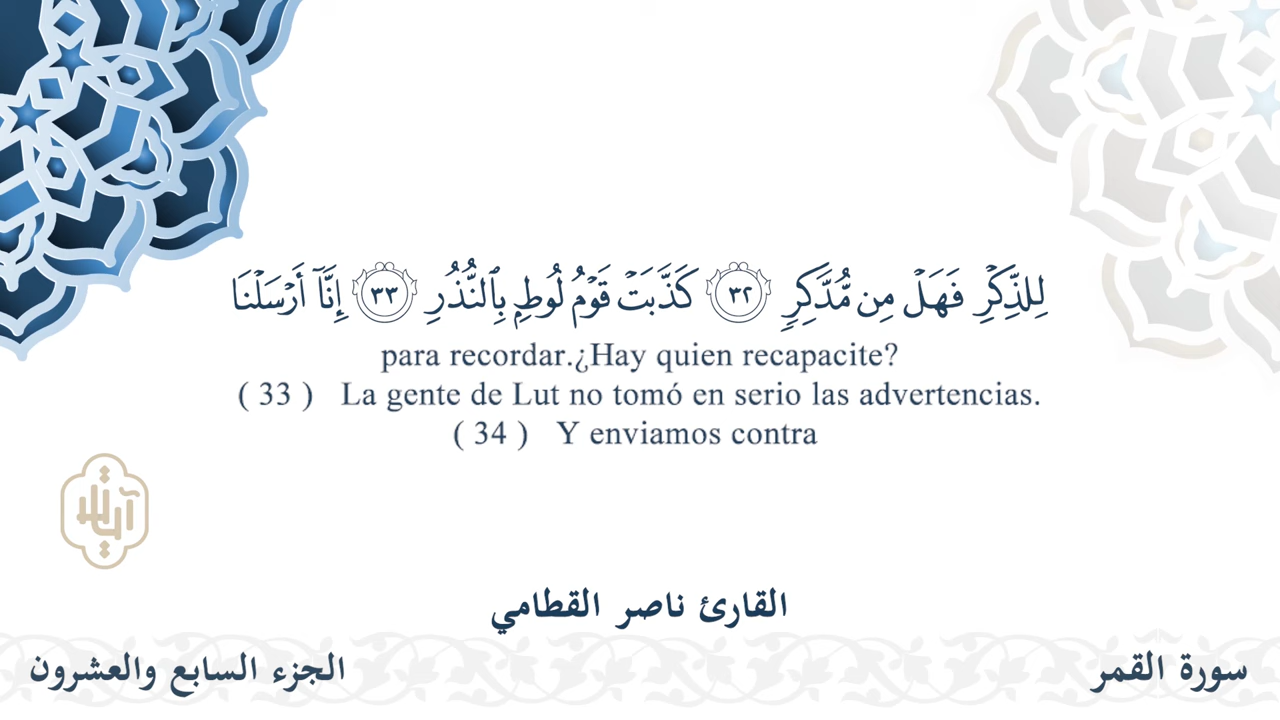 لِلذِّكْرِ فَهَلْ مِن مُّدَّكِرٍ ٣٢ كَذَّبَتْ قَوْمُ لُوطٍ بِٱلنُّذُرِ ٣٣ إِنَّآ أَرْسَلْنَا
para recordar.¿Hay quien recapacite?
( 33 ) La gente de Lut no tomó en serio las advertencias.
( 34 ) Y enviamos contra
آيات
القارئ ناصر القطامي
سورة القمر
الجزء السابع والعشرون